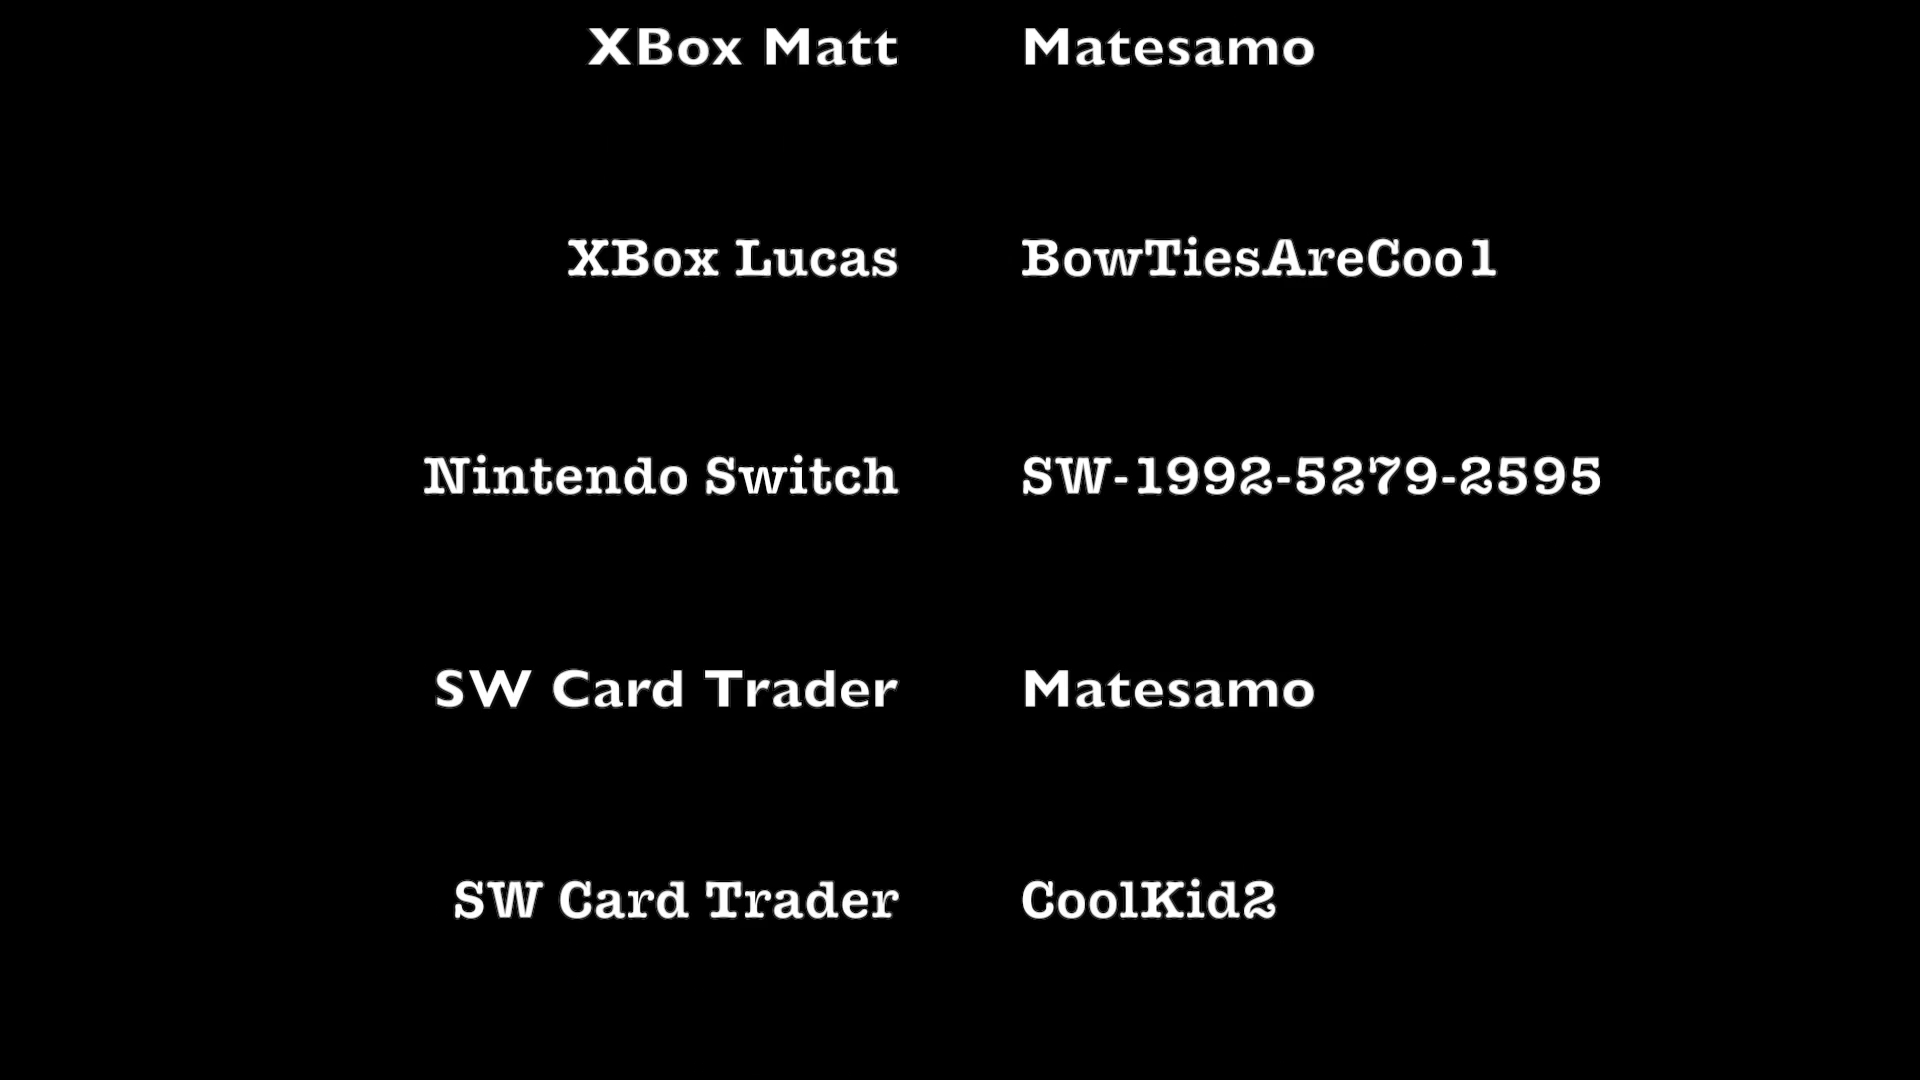 XBox Matt Matesamo
XBox Lucas BowTiesAreCoo1
Nintendo Switch SW-1992-5279-2595
SW Card Trader Matesamo
SW Card Trader CoolKid2